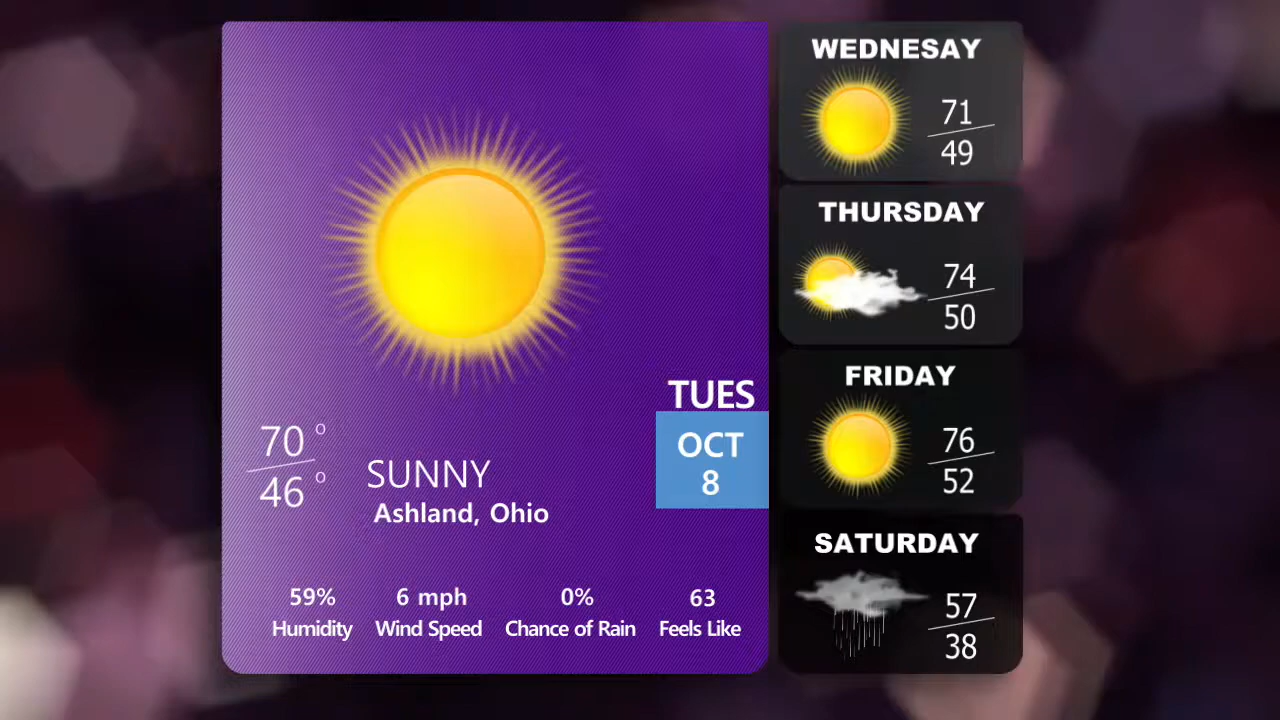 70 °
46 °
SUNNY
Ashland, Ohio
TUES
OCT
8
59%
Humidity
6 mph
Wind Speed
0%
Chance of Rain
63
Feels Like
WEDNESAY
71
49
THURSDAY
74
50
FRIDAY
76
52
SATURDAY
57
38